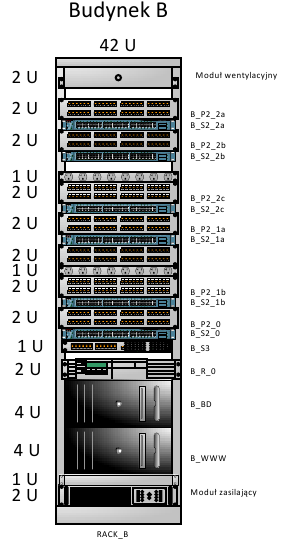 Budynek B
42 U
2 U
Moduł wentylacyjny
2 U
B_P2_2a
B_S2_2a
2 U
B_P2_2b
B_S2_2b
1 U
2 U
B_P2_2c
B_S2_2c
2 U
B_P2_1a
B_S2_1a
2 U
1 U
2 U
B_P2_1b
B_S2_1b
2 U
B_P2_0
B_S2_0
1 U
B_S3
2 U
B_R_0
4 U
B_BD
4 U
B_WWW
1 U
2 U
Moduł zasilający
RACK_B